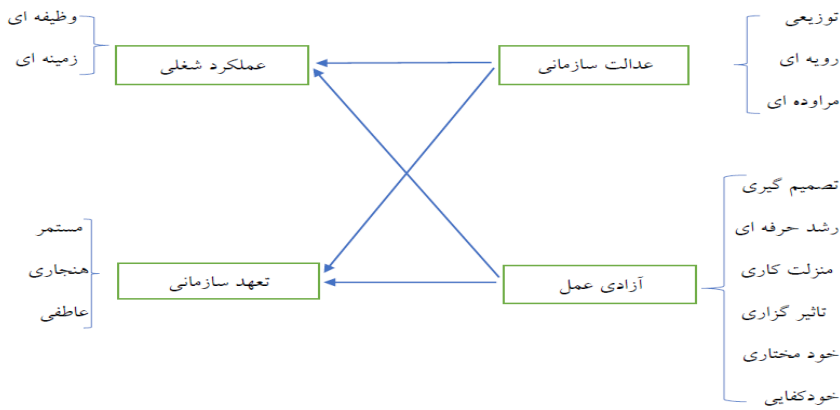 توزیعی
رویه ای
مراوده ای
عدالت سازمانی
عملکرد شغلی
وظیفه ای
زمینه ای
تصمیم گیری
رشد حرفه ای
منزلت کاری
تاثیر گزاری
خود مختاری
خودکفایی
آزادی عمل
تعهد سازمانی
مستمر
هنجاری
عاطفی